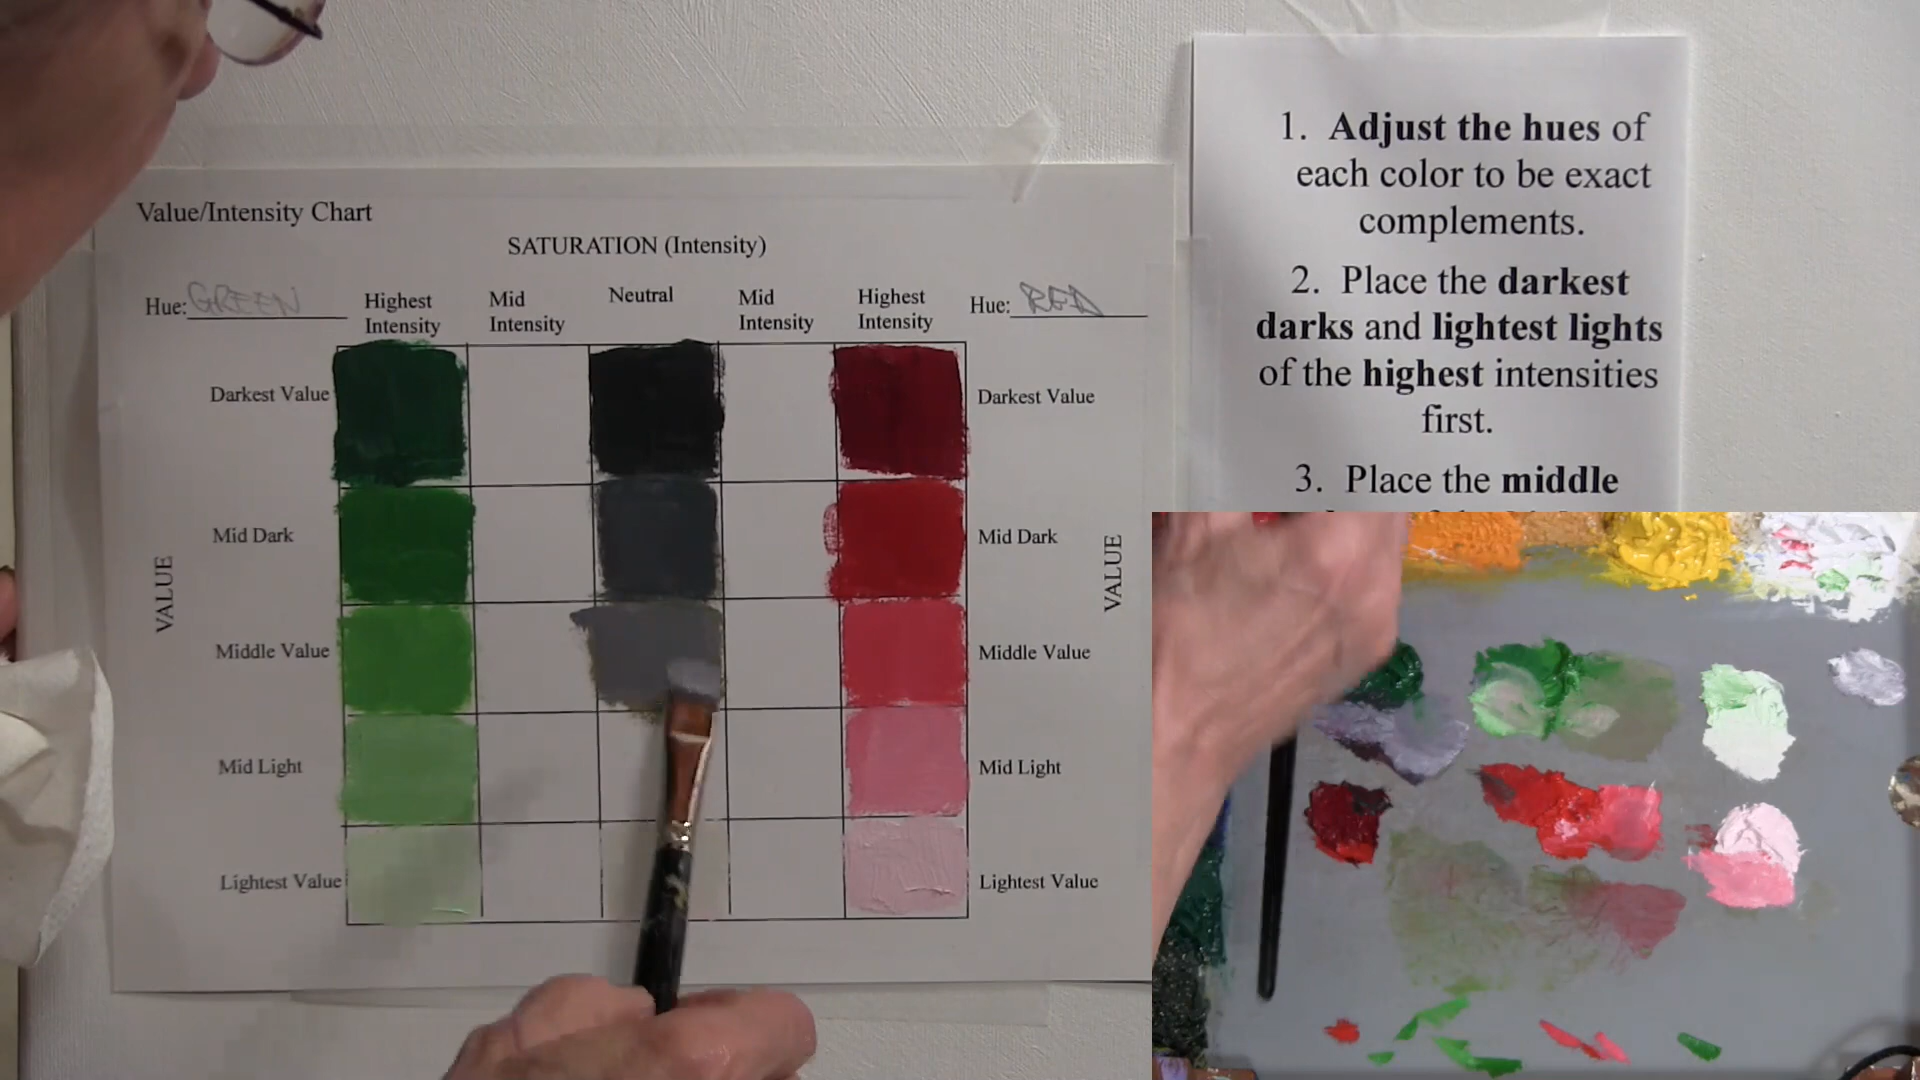 Value/Intensity Chart
SATURATION (Intensity)
Hue: GREEN
Highest
Intensity
Mid
Intensity
Neutral
Mid
Intensity
Highest
Intensity
Hue: RED
Darkest Value
Darkest Value
Mid Dark
Mid Dark
VALUE
VALUE
Middle Value
Middle Value
Mid Light
Mid Light
Lightest Value
Lightest Value
1. Adjust the hues of
each color to be exact
complements.
2. Place the darkest
darks and lightest lights
of the highest intensities
first.
3. Place the middle